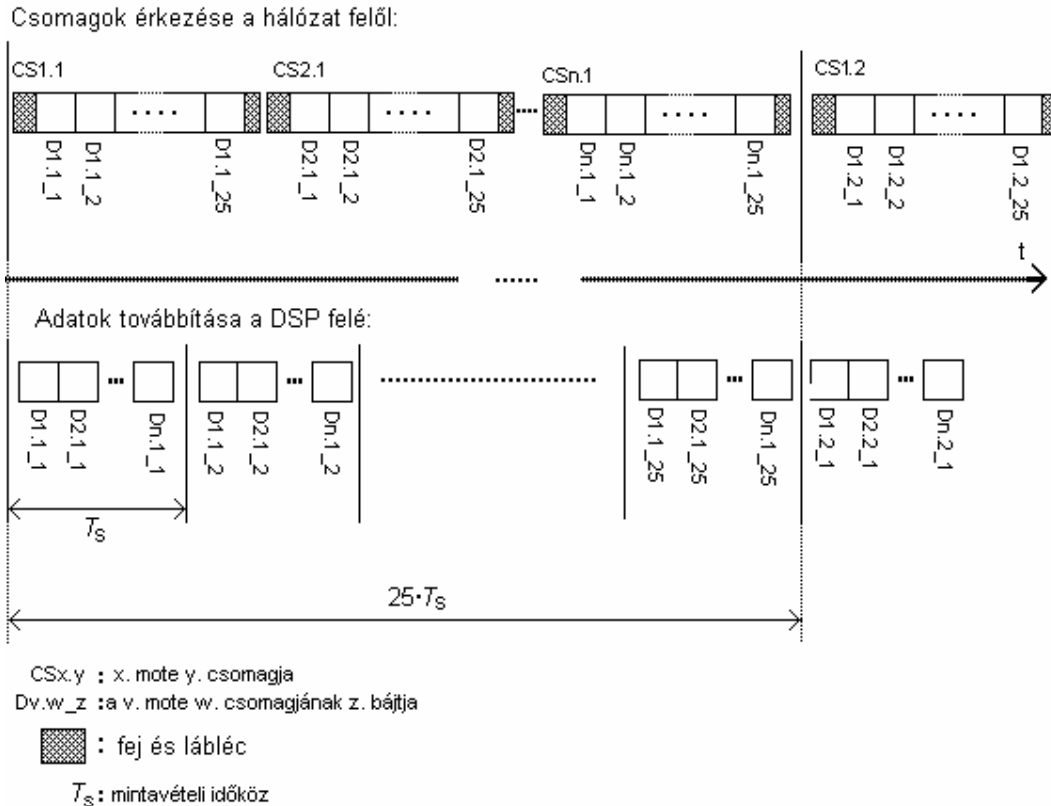 Csomagok érkezése a hálózat felől:
CS1.1 CS2.1 CSn.1 CS1.2
D1.1_1 D1.1_2 D1.1_25 D2.1_1 D2.1_2 D2.1_25 Dn.1_1 Dn.1_2 Dn.1_25 D1.2_1 D1.2_2 D1.2_25
t
Adatok továbbítása a DSP felé:
D1.1_1 D2.1_1 Dn.1_1 D1.1_2 D2.1_2 Dn.1_2 D1.1_25 D2.1_25 Dn.1_25 D1.2_1 D2.2_1 Dn.2_1
Ts
25·Ts
CSx.y : x. mote y. csomagja
Dv.w_z :a v. mote w. csomagjának z. bájtja
: fej és lábléc
Ts: mintavételi időköz